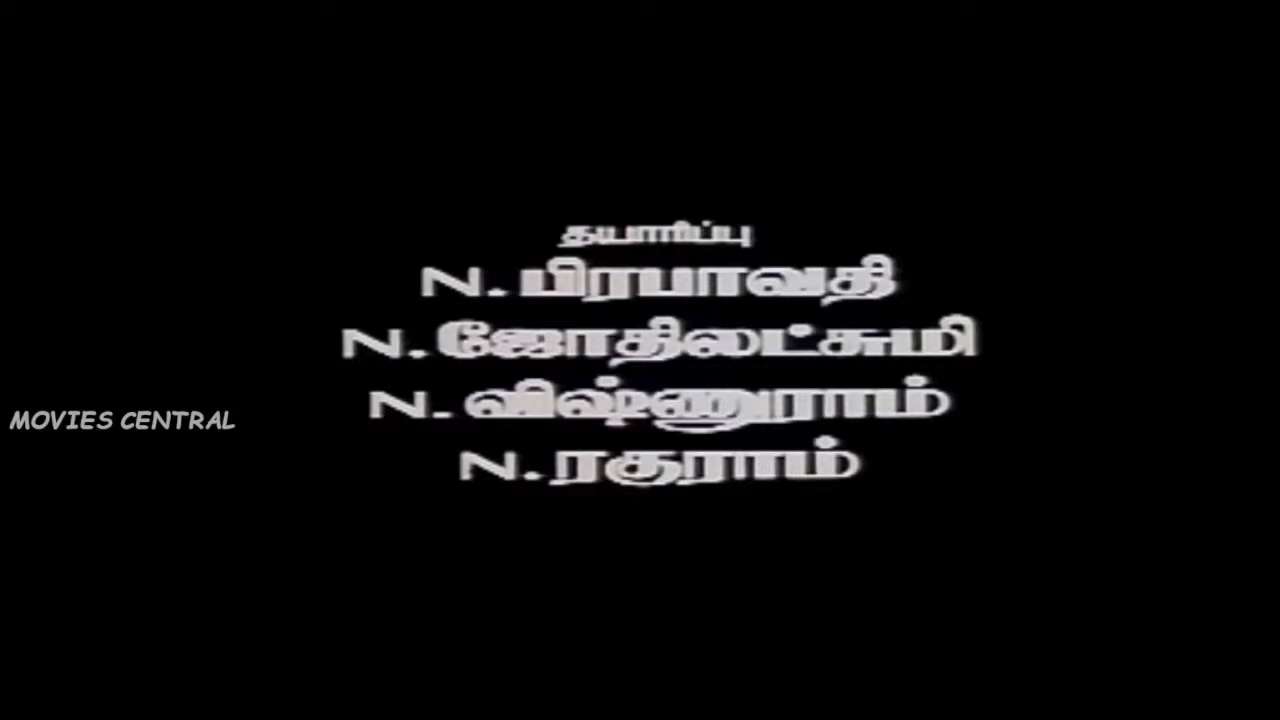 தயாரிப்பு
N. பிரபாவதி
N. ஜோதிலட்சுமி
N. விஷ்ணுராம்
N. ரகுராம்
MOVIES CENTRAL